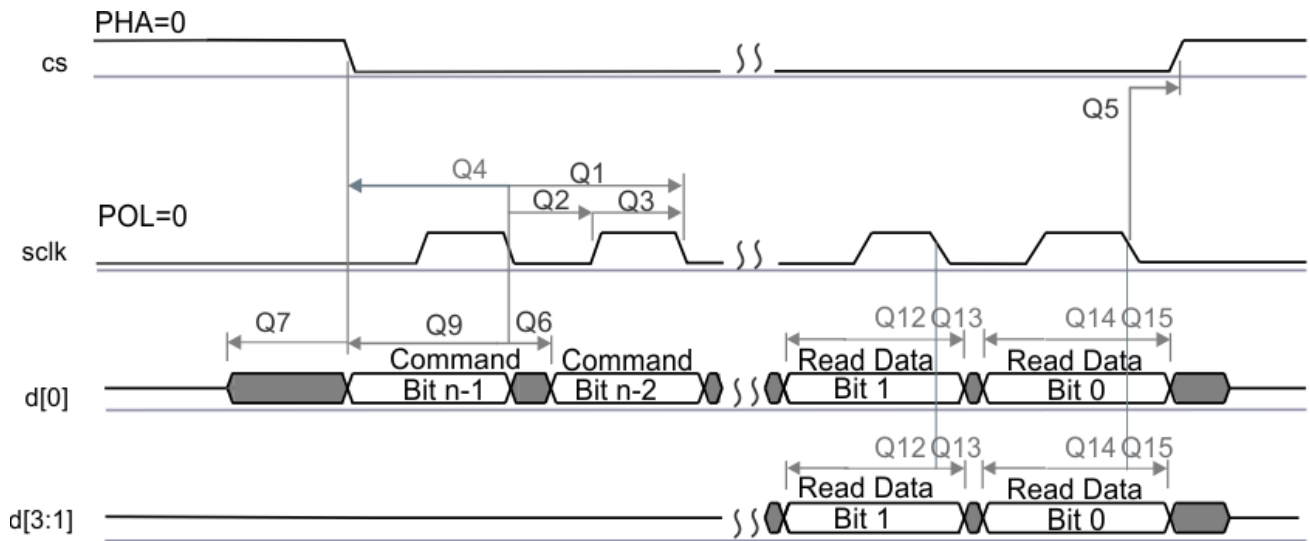 PHA=0
cs
Q5
Q4 Q1
Q2 Q3
POL=0
sclk
Q7 Q9 Q6 Q12 Q13 Q14 Q15
Command Command Read Data Read Data
d[0] Bit n-1 Bit n-2 Bit 1 Bit 0
Q12 Q13 Q14 Q15
Read Data Read Data
d[3:1] Bit 1 Bit 0